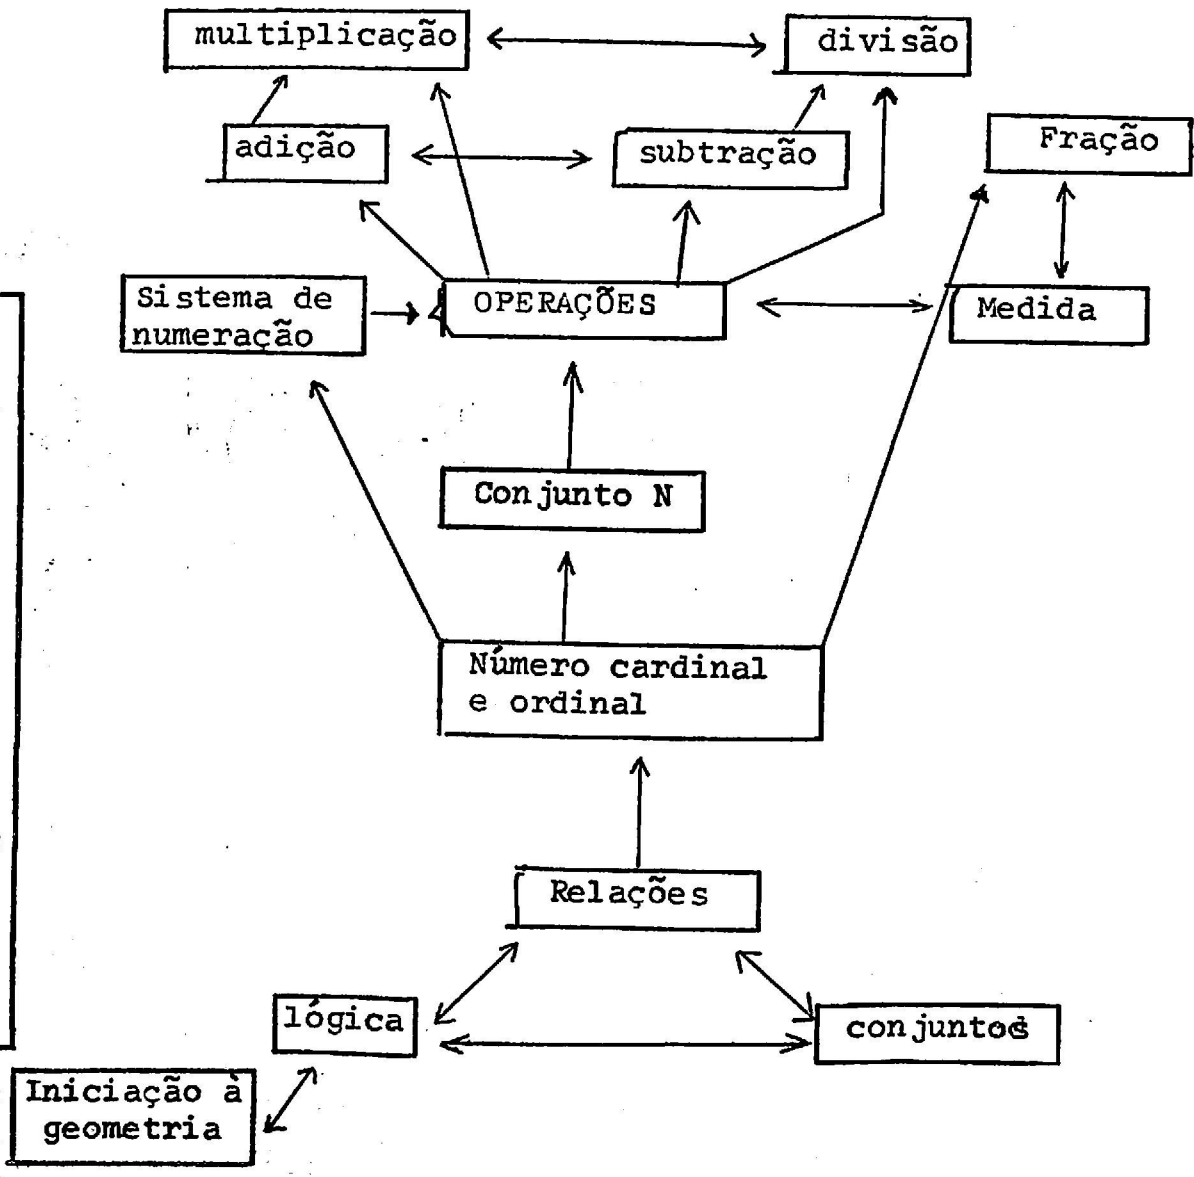 multiplicação
divisão
adição
subtração
Fração
Sistema de
numeração
OPERAÇÕES
Medida
Conjunto N
Número cardinal
e ordinal
Relações
lógica
conjuntos
Iniciação à
geometria